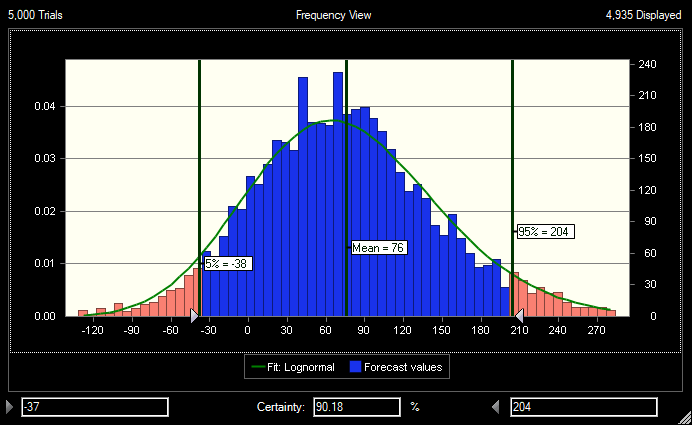 5,000 Trials Frequency View 4,935 Displayed
240
210
0.04
180
0.03
150
120
0.02
90
95% = 204
Mean = 76
60
0.01
5% = -38
30
0.00
0
-120 -90 -60 -30 0 30 60 90 120 150 180 210 240 270
Fit: Lognormal Forecast values
-37 Certainty: 90.18 % 204